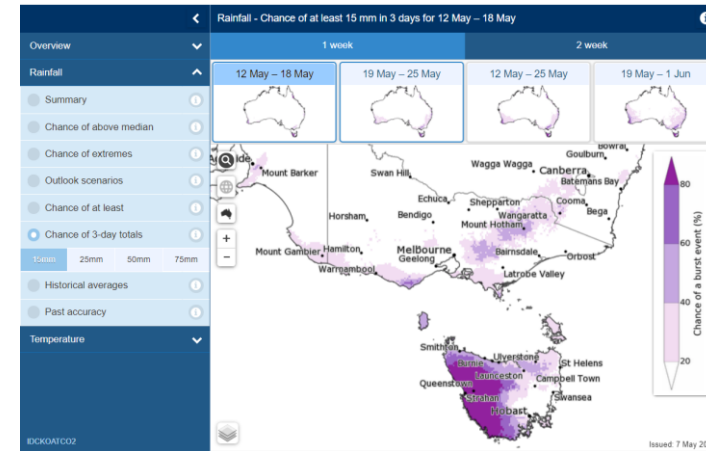 Rainfall - Chance of at least 15 mm in 3 days for 12 May – 18 May
Overview
Rainfall
Summary
Chance of above median
Chance of extremes
Outlook scenarios
Chance of at least
Chance of 3-day totals
15mm 25mm 50mm 75mm
Historical averages
Past accuracy
Temperature
IDCKOATCO2
1 week 2 week
12 May – 18 May 19 May – 25 May 12 May – 25 May 19 May – 1 Jun
Bowral
Goulburn
Wagga Wagga
Canberra
Mount Barker
Swan Hill
Batemans Bay
Echuca
Shepparton
Cooma
Horsham
Bendigo
Wangaratta
Bega
Mount Hotham
Mount Gambier
Hamilton
Melbourne
Bairnsdale
Orbost
Geelong
Warrnambool
Latrobe Valley
Smithton
Burnie
Ulverstone
St Helens
Launceston
Queenstown
Campbell Town
Strahan
Swansea
Hobart
80
60
40
20
Chance of a burst event (%)
+
-
Issued: 7 May 20